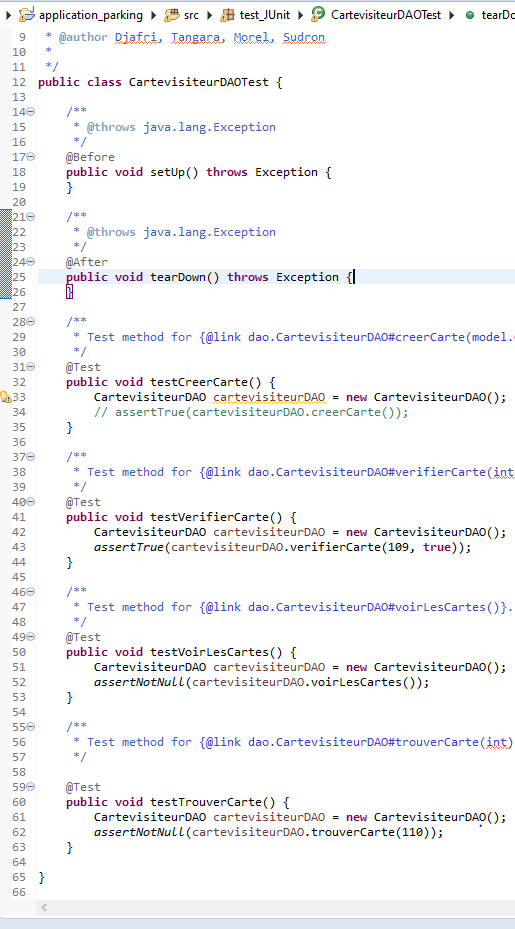 application_parking src test_JUnit CartevisiteurDAOTest tearDo
9 * @author Djafri, Tangara, Morel, Sudron
10 *
11 */
12 public class CartevisiteurDAOTest {
13
14 /**
15 * @throws java.lang.Exception
16 */
17 @Before
18 public void setUp() throws Exception {
19 }
20
21 /**
22 * @throws java.lang.Exception
23 */
24 @After
25 public void tearDown() throws Exception {
26 }
27
28 /**
29 * Test method for {@link dao.CartevisiteurDAO#creerCarte(model.
30 */
31 @Test
32 public void testCreerCarte() {
33 CartevisiteurDAO cartevisiteurDAO = new CartevisiteurDAO();
34 // assertTrue(cartevisiteurDAO.creerCarte());
35 }
36
37 /**
38 * Test method for {@link dao.CartevisiteurDAO#verifierCarte(int
39 */
40 @Test
41 public void testVerifierCarte() {
42 CartevisiteurDAO cartevisiteurDAO = new CartevisiteurDAO();
43 assertTrue(cartevisiteurDAO.verifierCarte(109, true));
44 }
45
46 /**
47 * Test method for {@link dao.CartevisiteurDAO#voirLesCartes()}.
48 */
49 @Test
50 public void testVoirLesCartes() {
51 CartevisiteurDAO cartevisiteurDAO = new CartevisiteurDAO();
52 assertNotNull(cartevisiteurDAO.voirLesCartes());
53 }
54
55 /**
56 * Test method for {@link dao.CartevisiteurDAO#trouverCarte(int)
57 */
58
59 @Test
60 public void testTrouverCarte() {
61 CartevisiteurDAO cartevisiteurDAO = new CartevisiteurDAO();
62 assertNotNull(cartevisiteurDAO.trouverCarte(110));
63 }
64
65 }
66